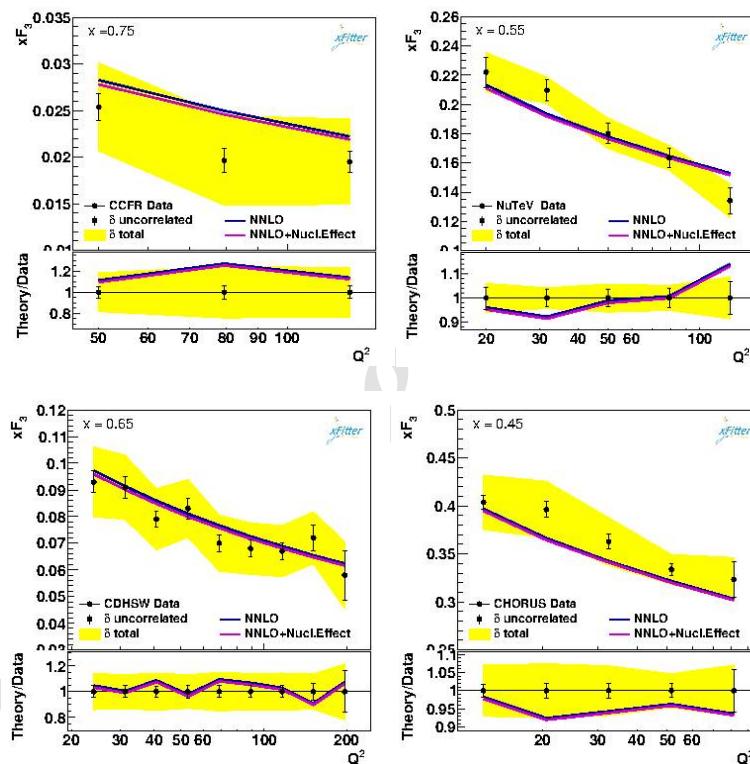 x =0.75
xFitter
xF3
0.03
0.025
0.02
0.015
0.01
CCFR Data
δ uncorrelated
δ total
NNLO
NNLO+Nucl.Effect
Theory/Data
1.2
1
0.8
50 60 70 80 100
Q2
x = 0.55
xFitter
xF3
0.26
0.24
0.22
0.2
0.18
0.16
0.14
0.12
0.1
NuTeV Data
δ uncorrelated
δ total
NNLO
NNLO+Nucl.Effect
Theory/Data
1.1
1
0.9
20 30 40 50 60 100
Q2
x = 0.65
xFitter
xF3
0.12
0.11
0.1
0.09
0.08
0.07
0.06
0.05
0.04
0.03
CDHSW Data
δ uncorrelated
δ total
NNLO
NNLO+Nucl.Effect
Theory/Data
1.2
1
0.8
20 30 40 50 60 100 200
Q2
x = 0.45
xFitter
xF3
0.5
0.45
0.4
0.35
0.3
0.25
CHORUS Data
δ uncorrelated
δ total
NNLO
NNLO+Nucl.Effect
Theory/Data
1.1
1.05
1
0.95
0.9
20 30 40 50 60
Q2